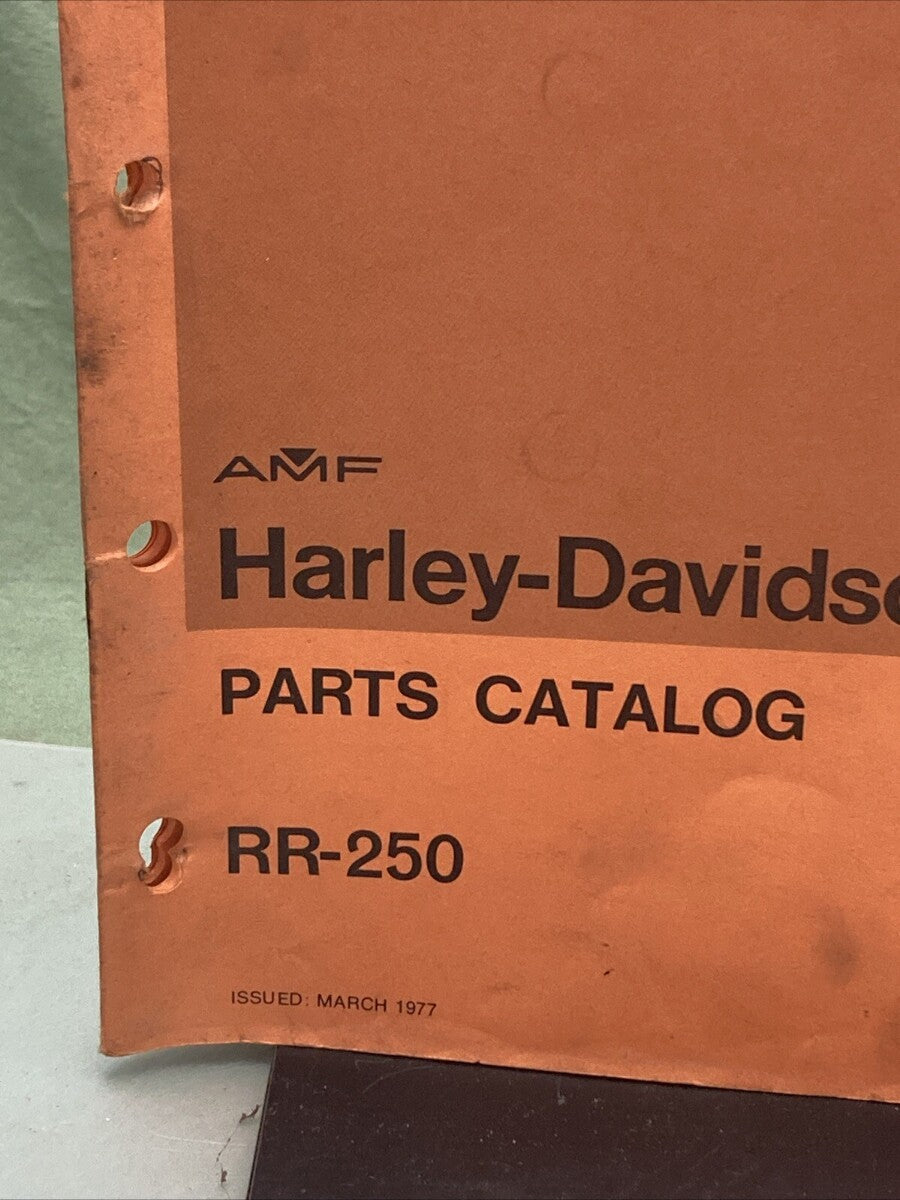 AMF
Harley-Davids
PARTS CATALOG
RR-250
ISSUED: MARCH 1977